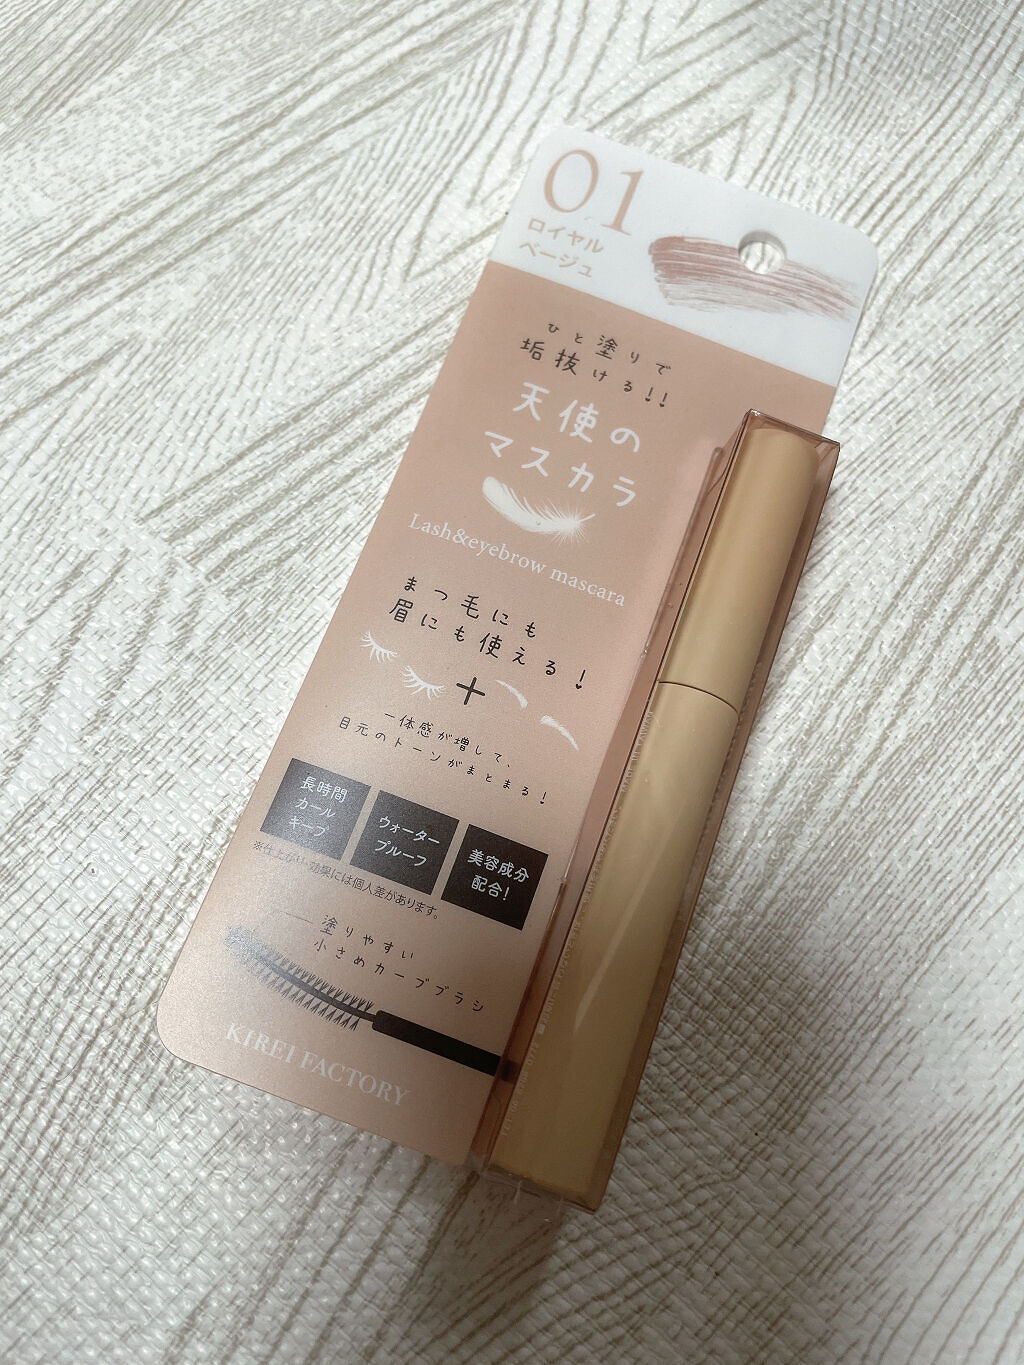 01
ロイヤル
ベージュ
ひと塗りで
垢抜ける!!
天使の
マスカラ
Lash&eyebrow mascara
まつ毛にも
眉にも使える!
+
一体感が増して、
目元のトーンがまとまる!
長時間
カール
キープ
ウォーター
プルーフ
美容成分
配合!
※仕上がり・効果には個人差があります。
塗りやすい
小さめカーブブラシ
KIREI FACTORY